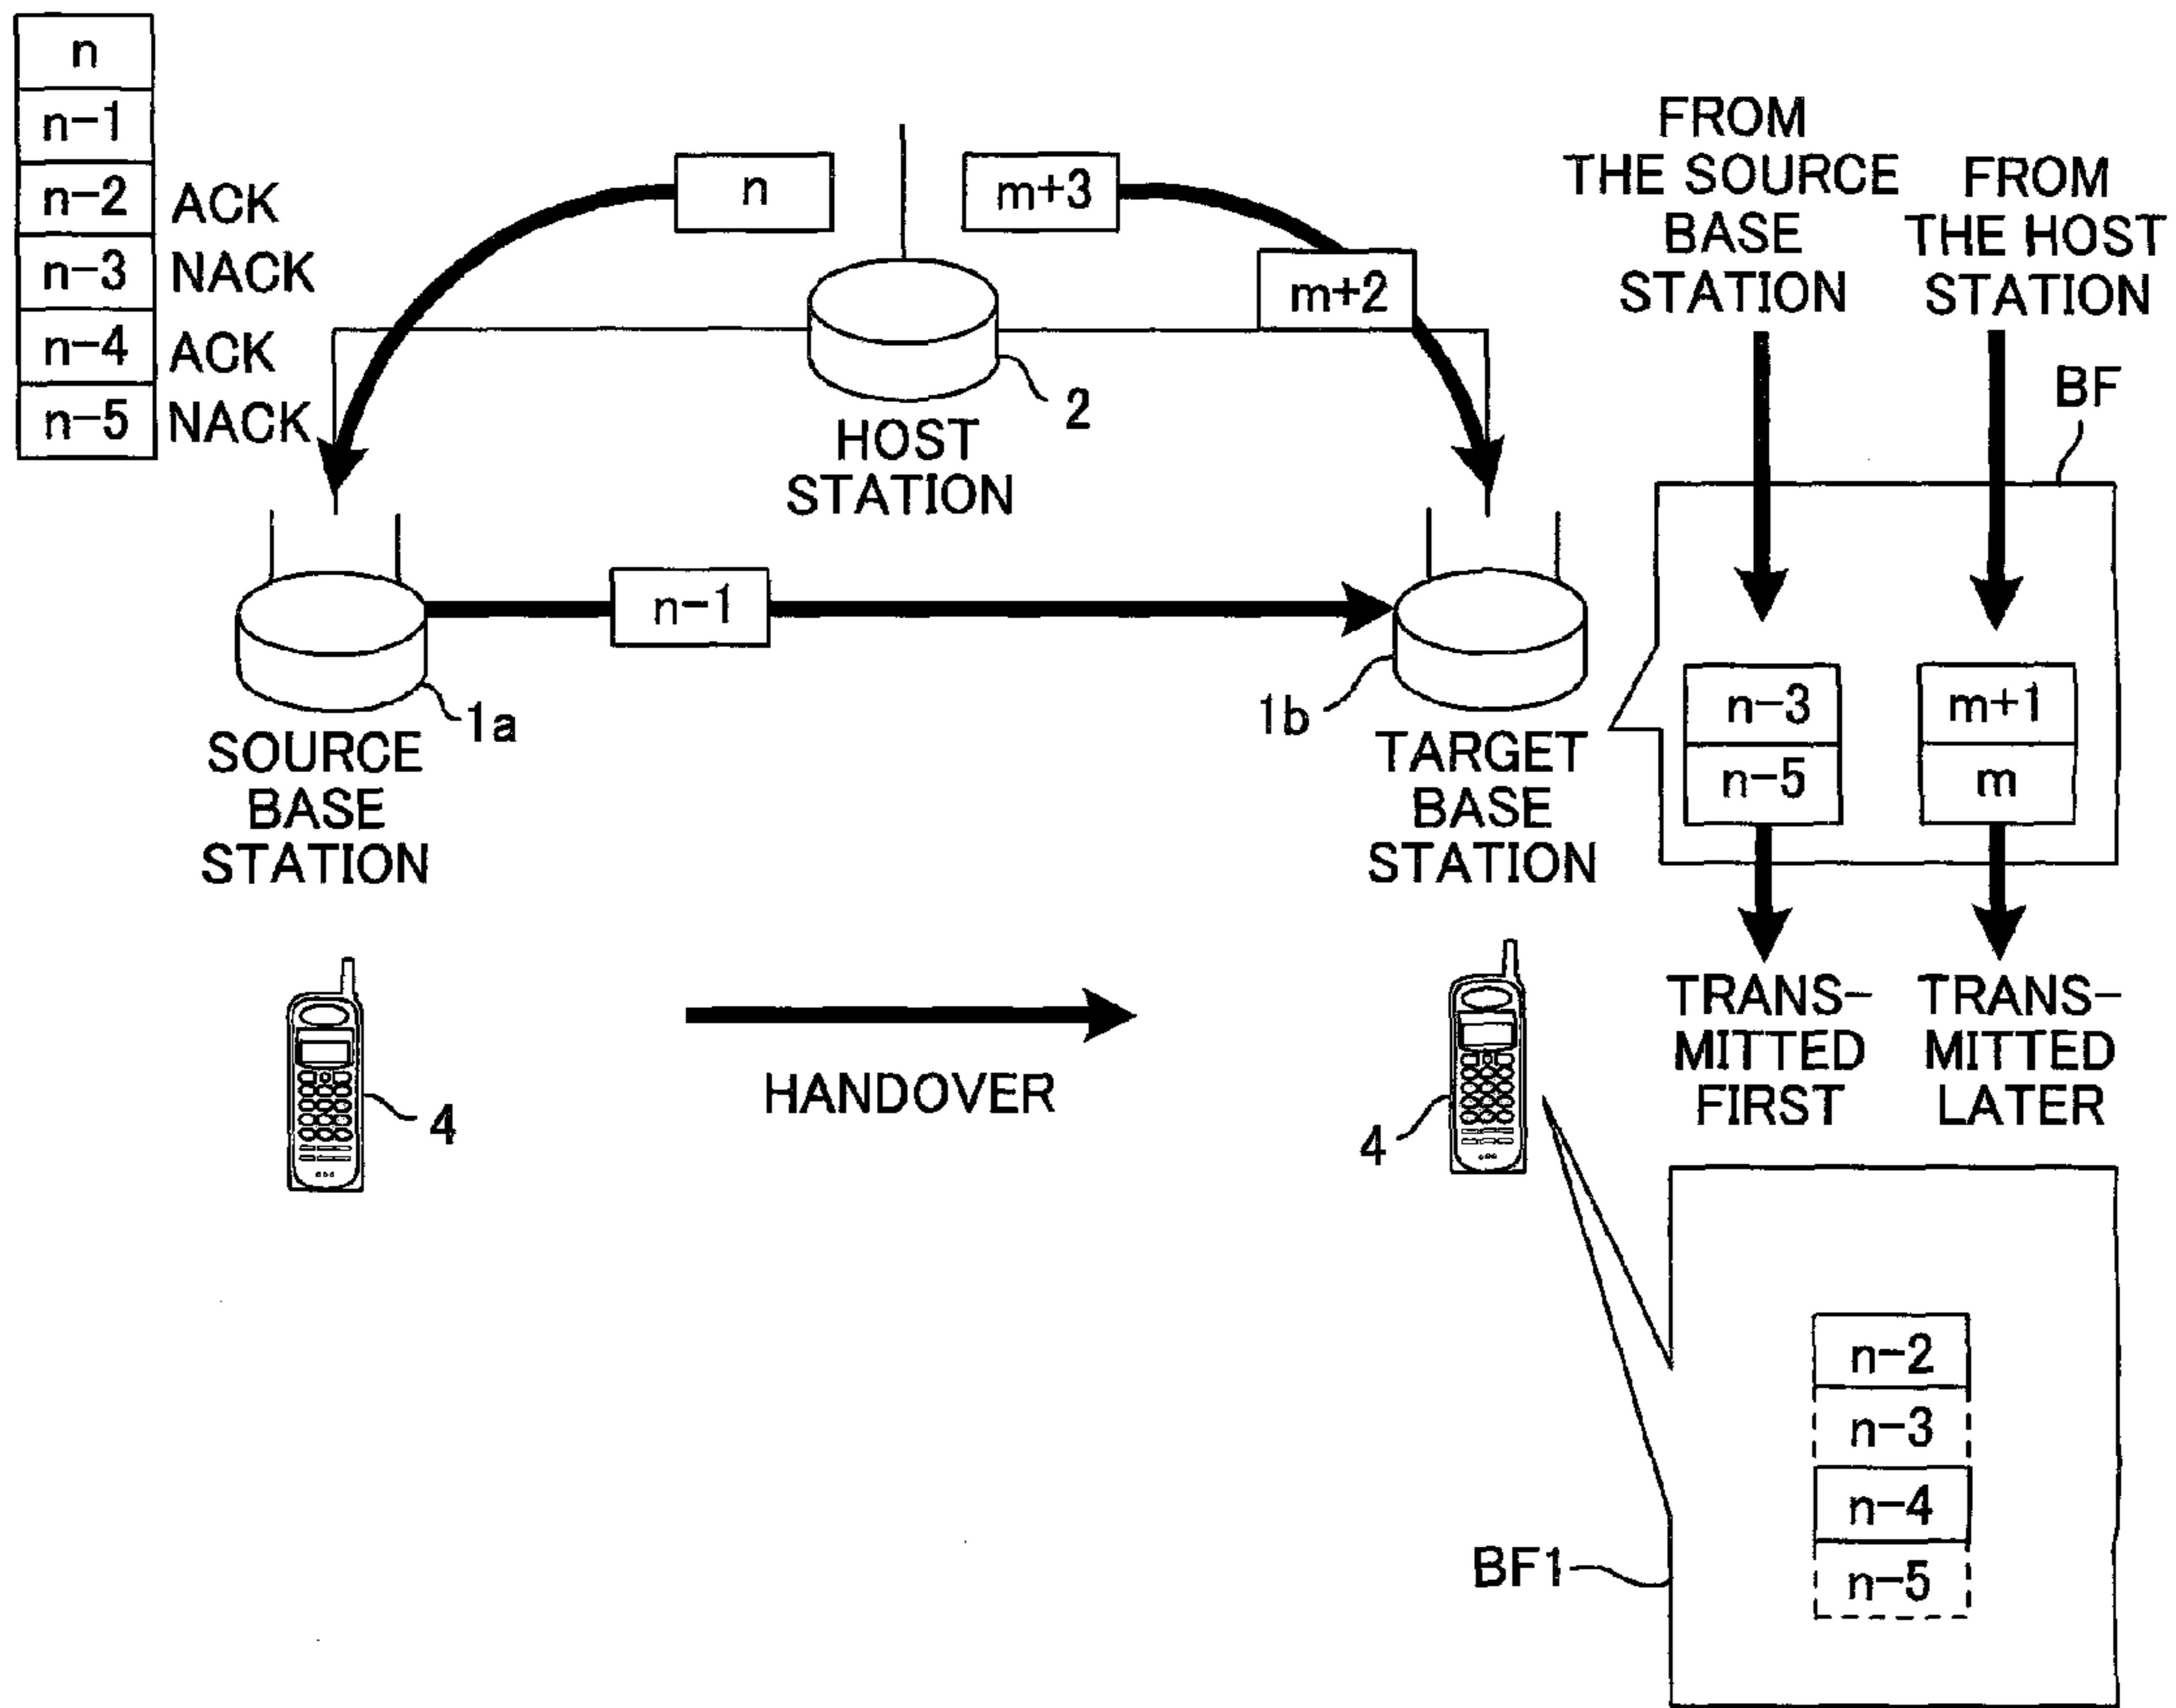 n
n-1
n-2 ACK
n-3 NACK
n-4 ACK
n-5 NACK
n
m+3
m+2
2
HOST
STATION
FROM
THE SOURCE
BASE
STATION
FROM
THE HOST
STATION
BF
n-1
1a
SOURCE
BASE
STATION
1b
TARGET
BASE
STATION
n-3
n-5
m+1
m
TRANS-
MITTED
FIRST
TRANS-
MITTED
LATER
4
HANDOVER
4
n-2
n-3
n-4
n-5
BF1